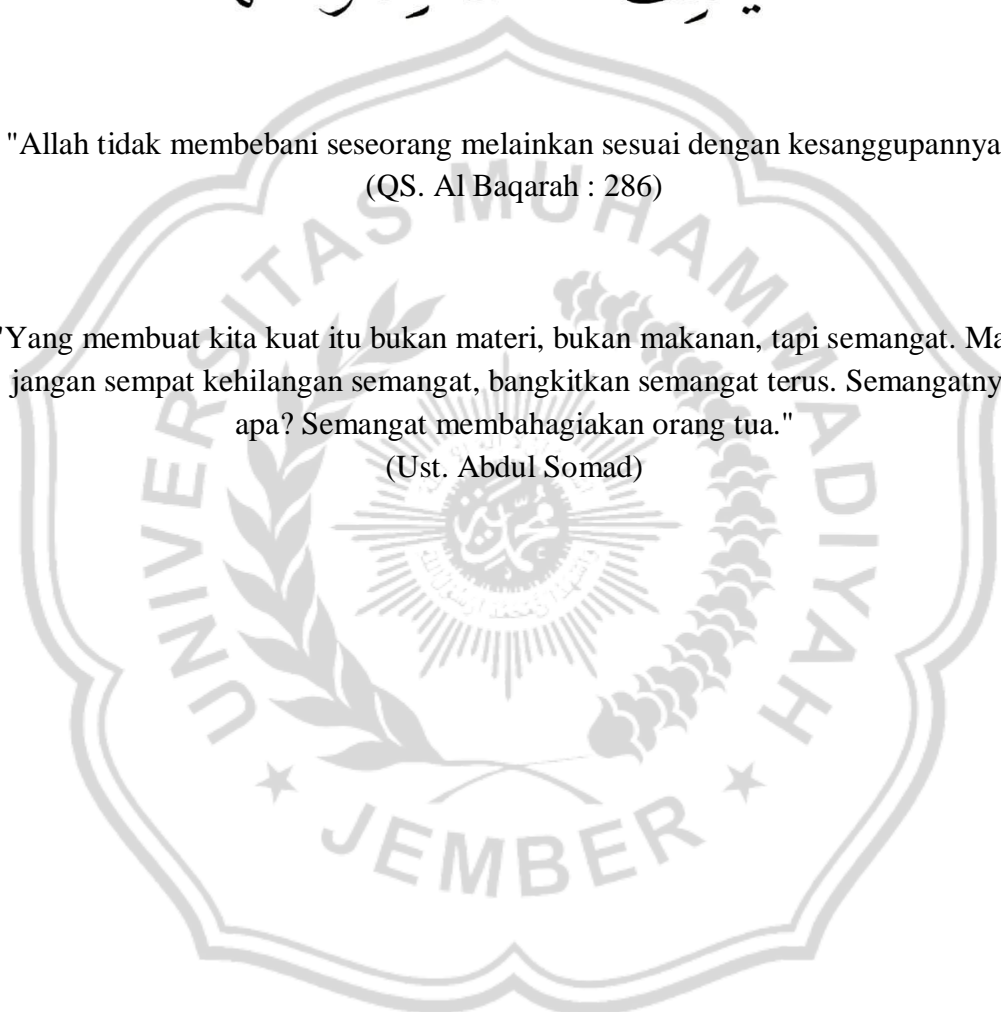 "Allah tidak membebani seseorang melainkan sesuai dengan kesanggupannya
(QS. Al Baqarah : 286)
"Yang membuat kita kuat itu bukan materi, bukan makanan, tapi semangat.
jangan sempat kehilangan semangat, bangkitkan semangat terus.
apa? Semangat membahagiakan orang tua."
(Ust. Abdul Somad)
UNIVERSITAS MUHAMMADIYAH
JEMBER